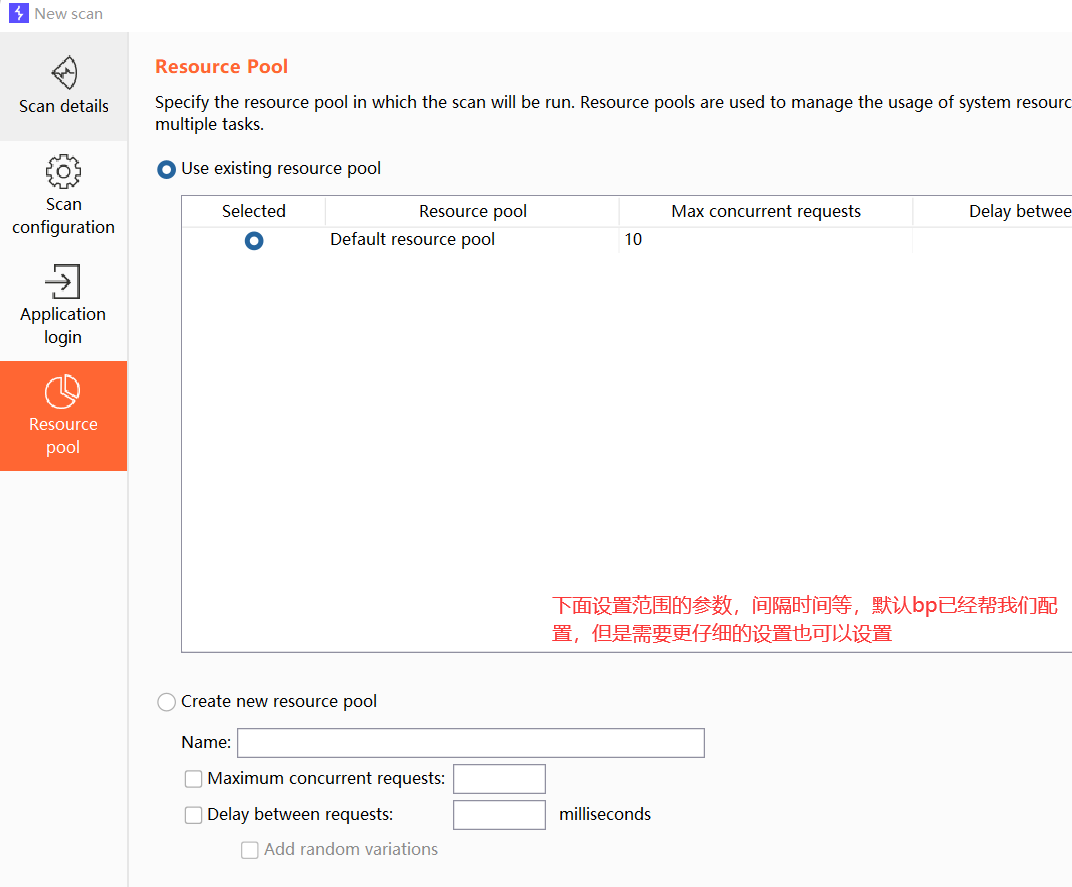 New scan
Scan details
Scan
configuration
Application
login
Resource
pool
Resource Pool
Specify the resource pool in which the scan will be run. Resource pools are used to manage the usage of system resourc
multiple tasks.
Use existing resource pool
Selected Resource pool Max concurrent requests Delay betwee
Default resource pool 10
下面设置范围的参数，间隔时间等，默认bp已经帮我们配
置，但是需要更仔细的设置也可以设置
Create new resource pool
Name:
Maximum concurrent requests:
Delay between requests: milliseconds
Add random variations